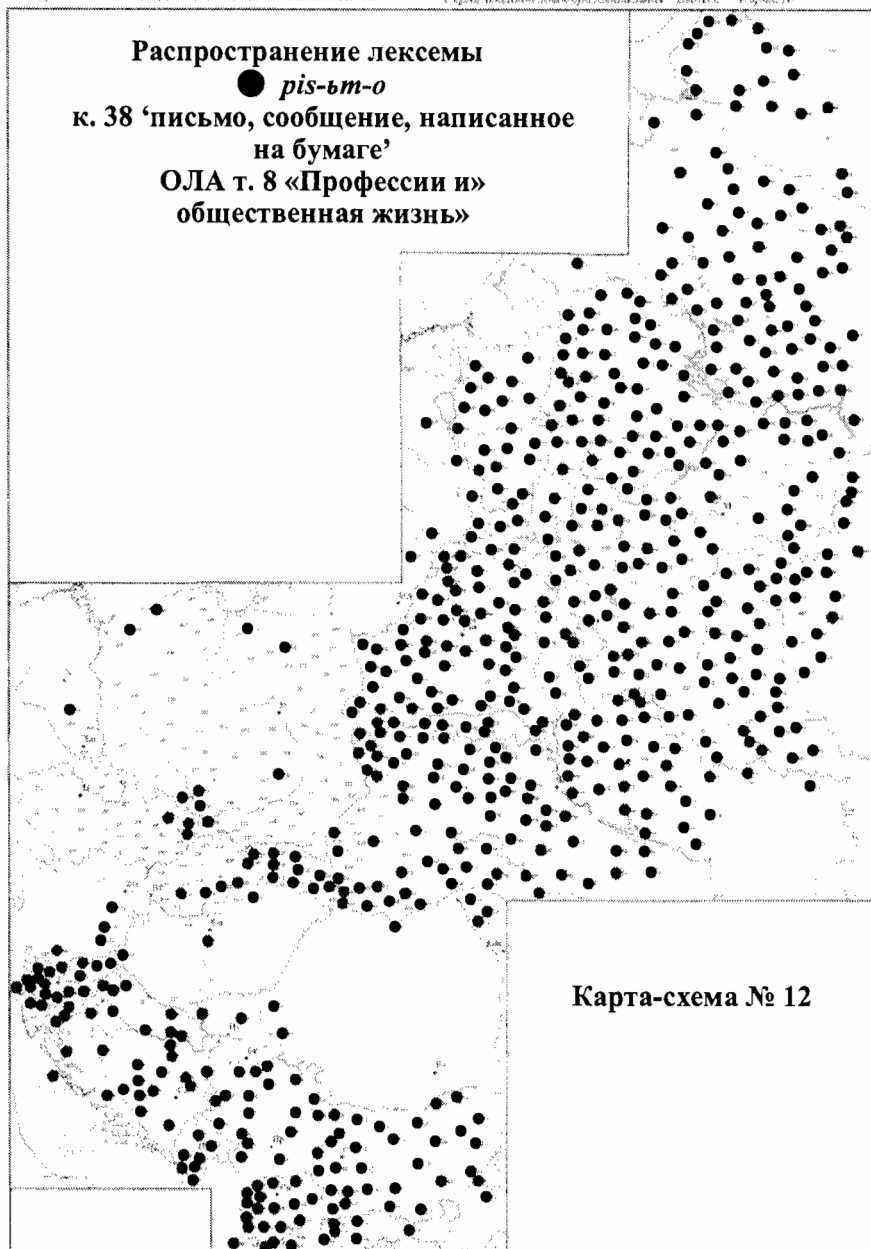 Распространение лексемы
● pis-ьm-o
к. 38 ‘письмо, сообщение, написанное
на бумаге’
ОЛА т. 8 «Профессии и»
общественная жизнь»
Карта-схема № 12